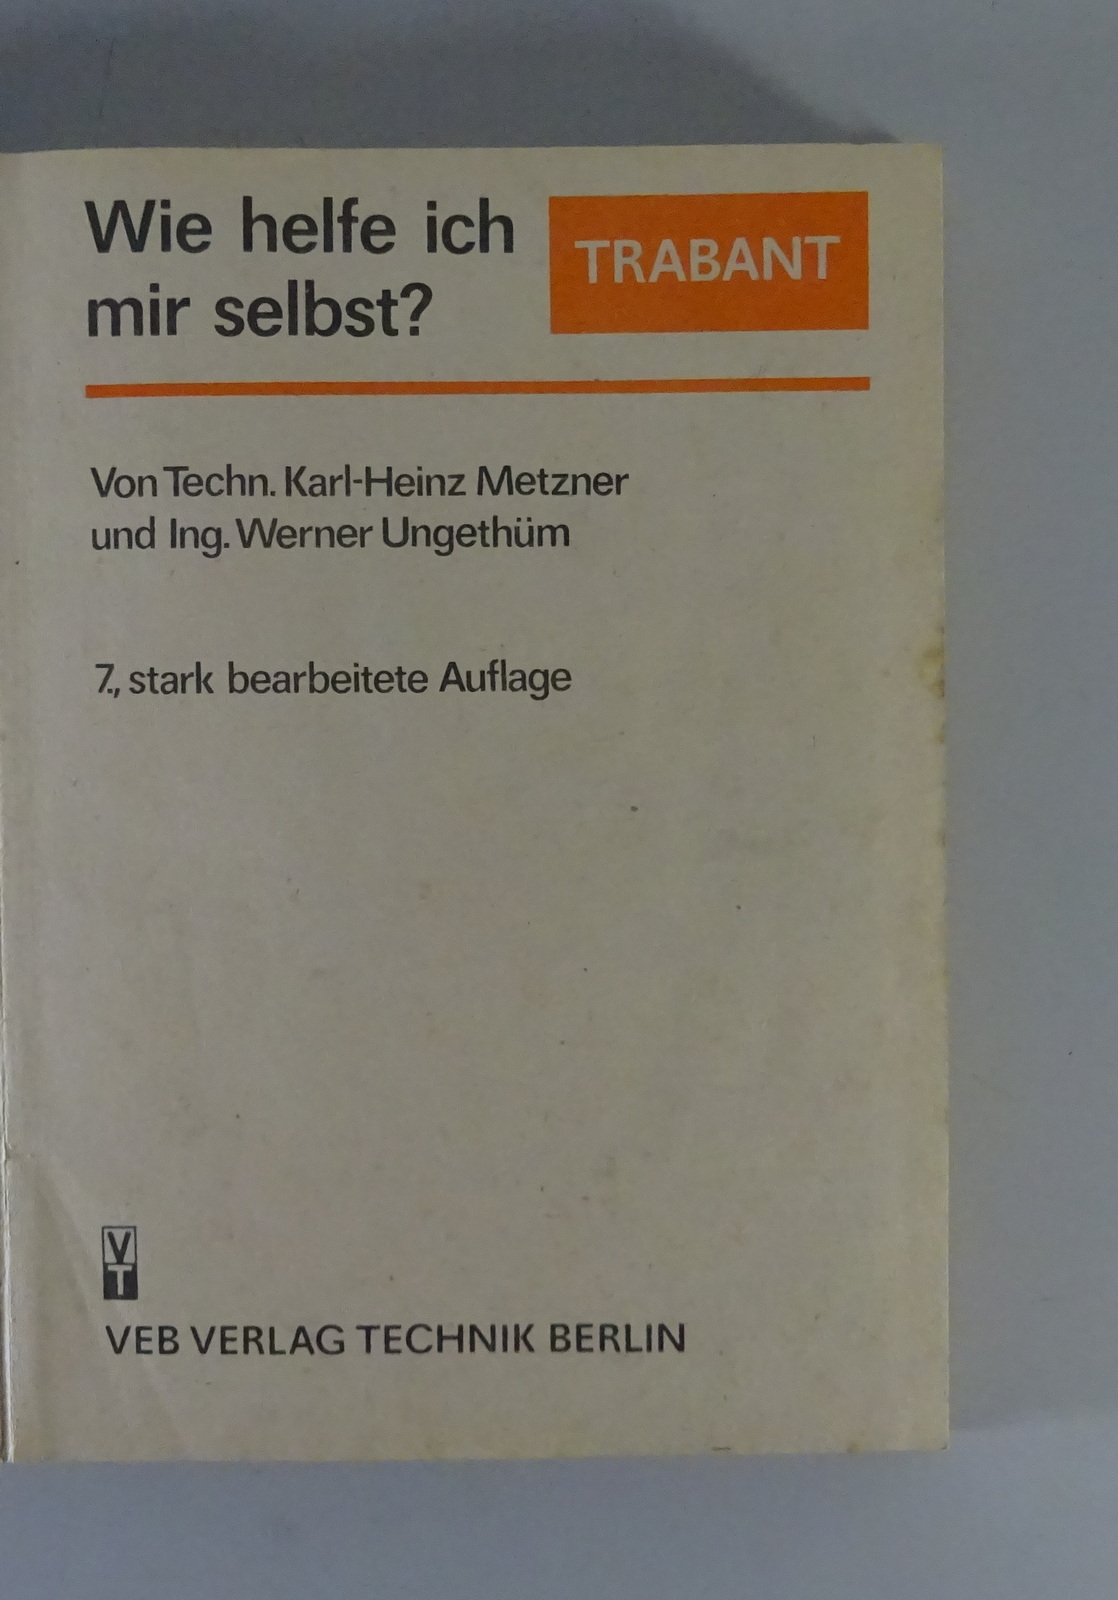 Wie helfe ich
mir selbst?
TRABANT
Von Techn. Karl-Heinz Metzner
und Ing. Werner Ungethüm
7., stark bearbeitete Auflage
V
T
VEB VERLAG TECHNIK BERLIN